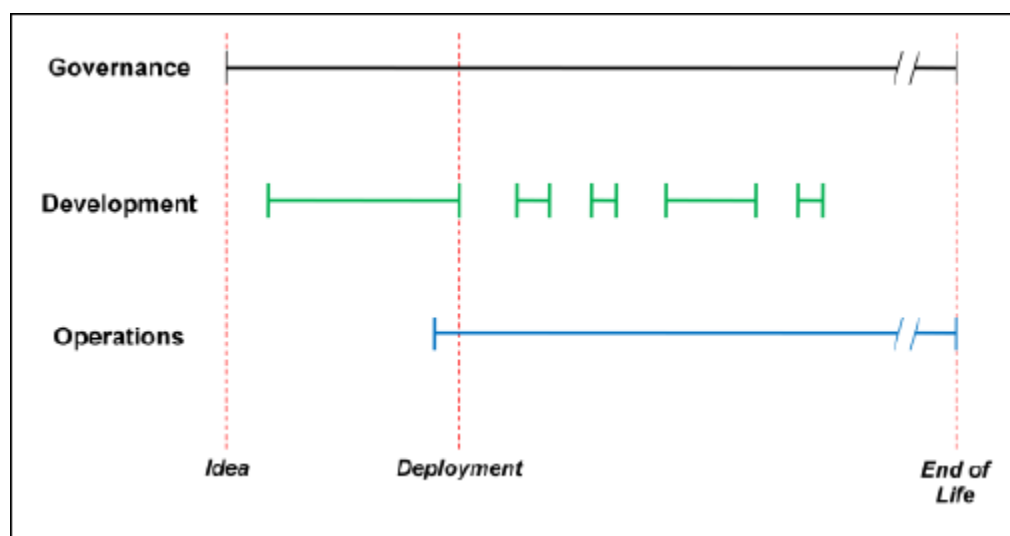 Governance
Development
Operations
Idea
Deployment
End of
Life